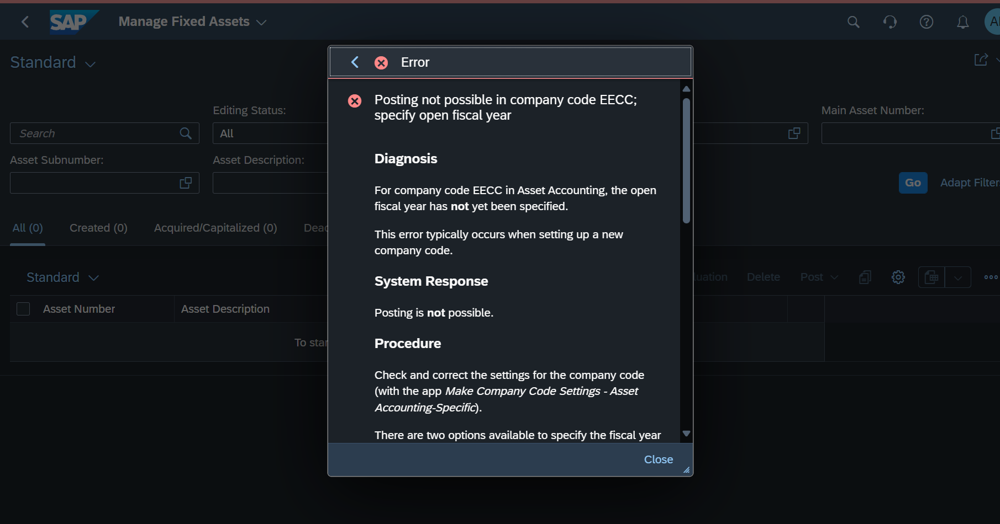 SAP
Manage Fixed Assets
Standard
Error
Posting not possible in company code EECC;
specify open fiscal year
Editing Status:
Main Asset Number:
Search
All
Diagnosis
Asset Subnumber:
Asset Description:
For company code EECC in Asset Accounting, the open
fiscal year has not yet been specified.
Go
Adapt Filter
All (0)
Created (0)
Acquired/Capitalized (0)
This error typically occurs when setting up a new
company code.
Standard
System Response
Delete
Post
Asset Number
Asset Description
Posting is not possible.
To
Procedure
Check and correct the settings for the company code
(with the app Make Company Code Settings - Asset
Accounting-Specific).
There are two options available to specify the fiscal year
Close